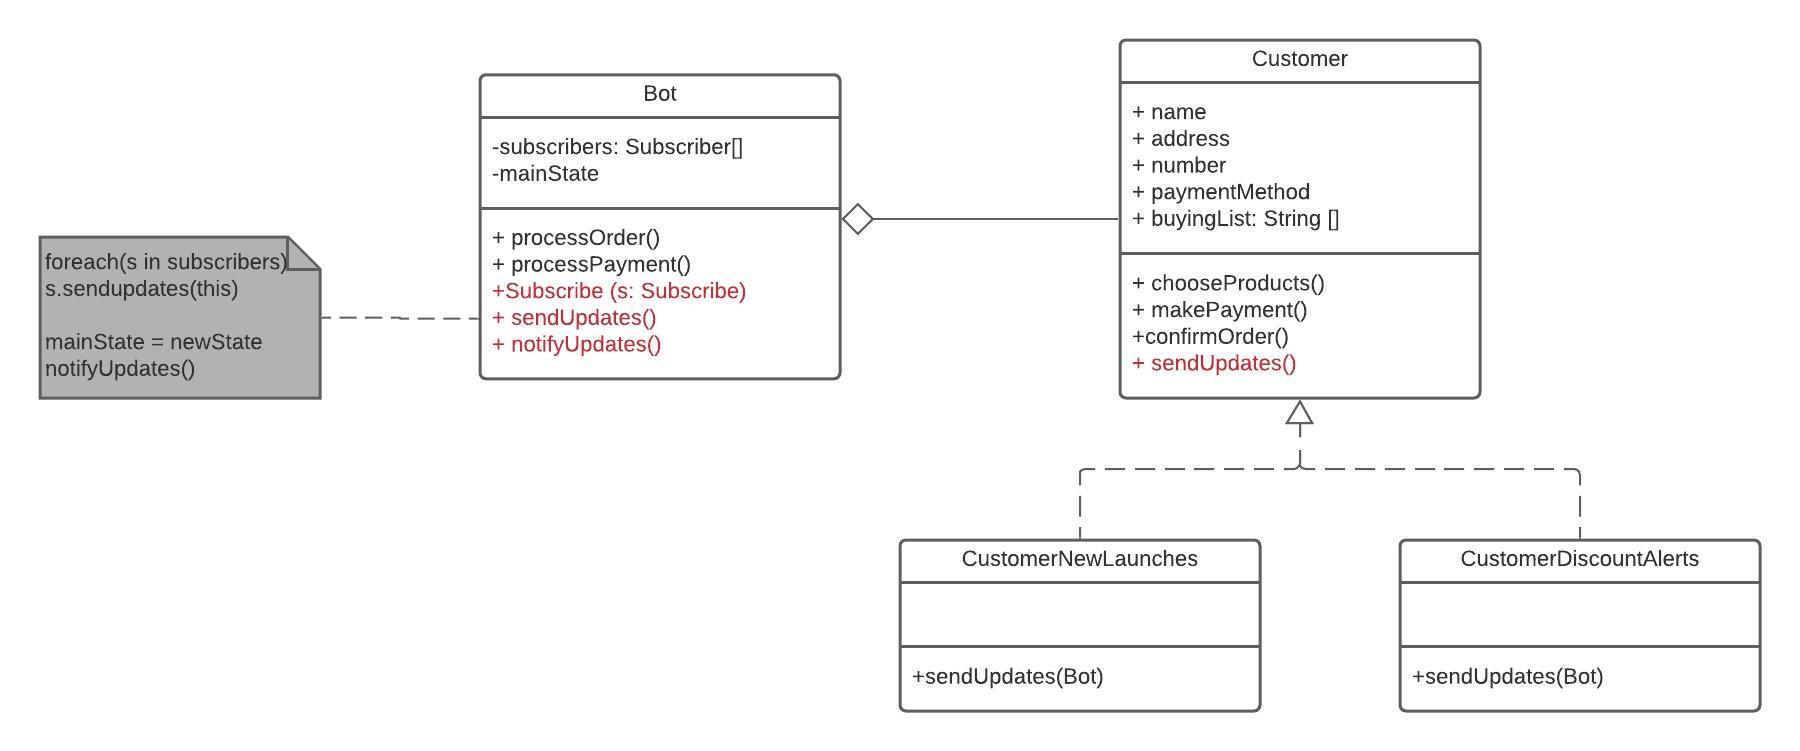 foreach(s in subscribers)
s.sendupdates(this)
mainState = newState
notifyUpdates()
Bot
-subscribers: Subscriber[]
-mainState
+ processOrder()
+ processPayment()
+Subscribe (s: Subscribe)
+ sendUpdates()
+ notifyUpdates()
Customer
+ name
+ address
+ number
+ paymentMethod
+ buyingList: String []
+ chooseProducts()
+ makePayment()
+confirmOrder()
+ sendUpdates()
CustomerNewLaunches
+sendUpdates(Bot)
CustomerDiscountAlerts
+sendUpdates(Bot)